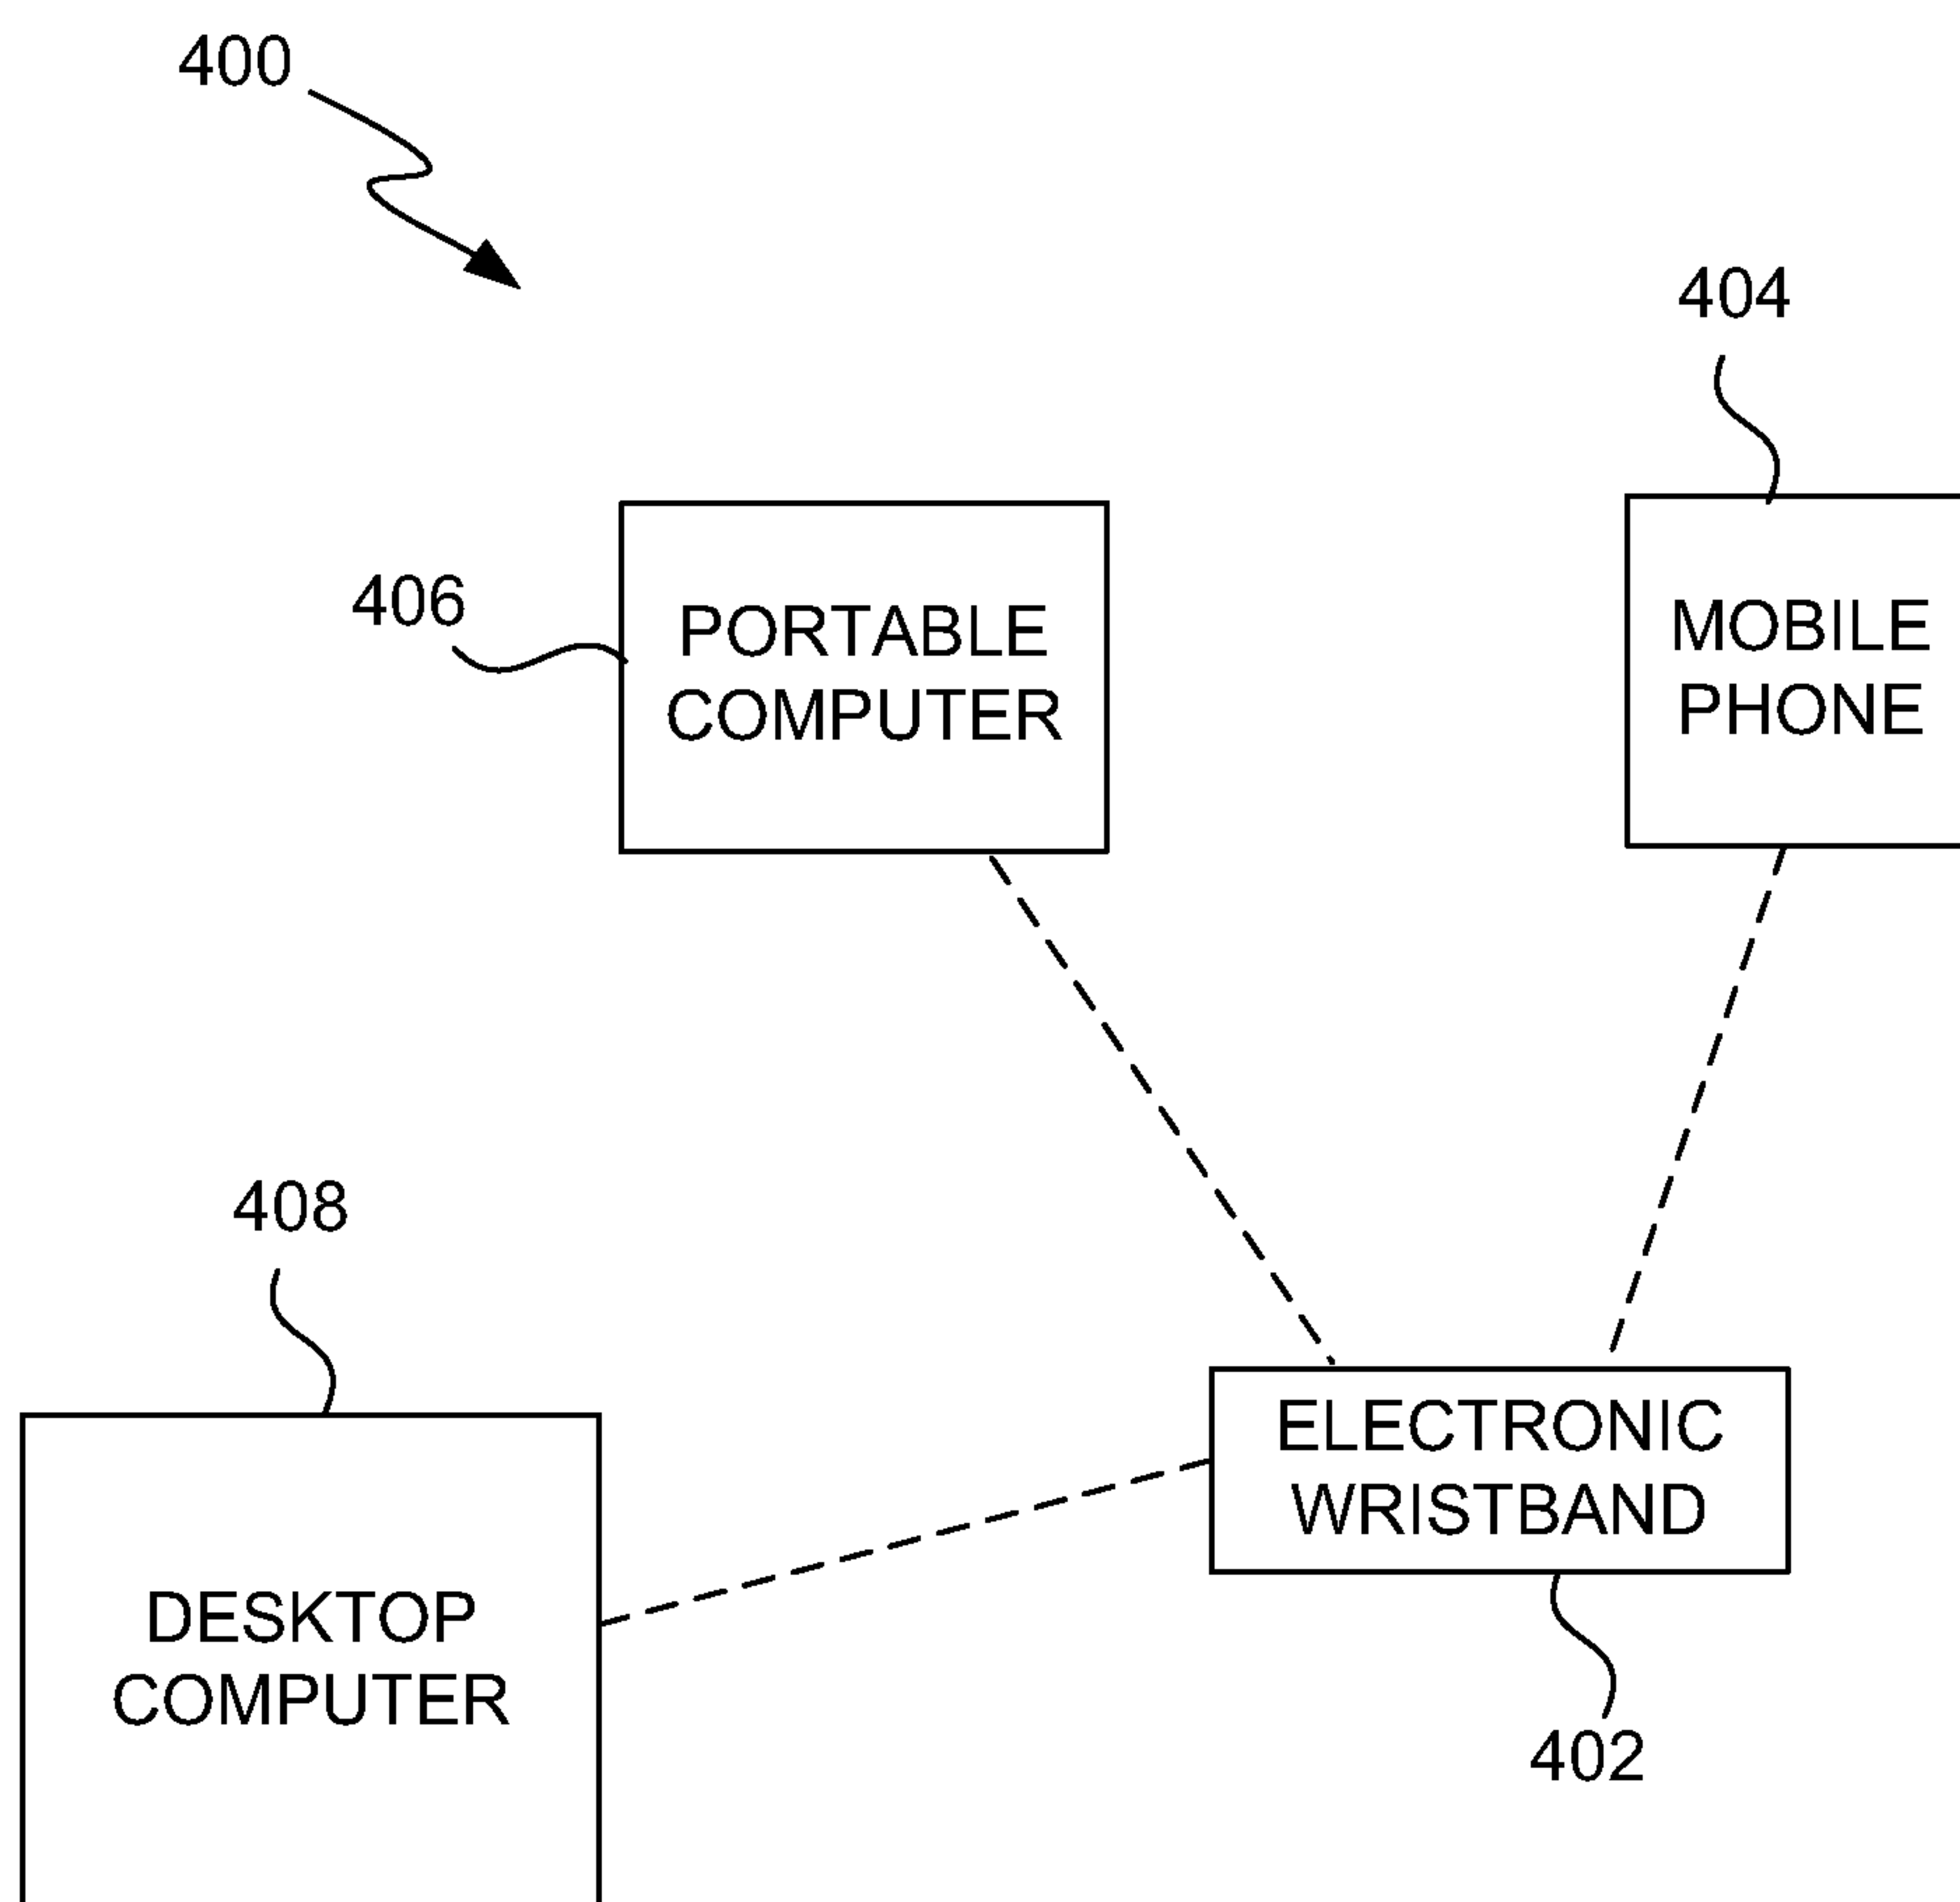 400
404
406
PORTABLE
COMPUTER
MOBILE
PHONE
408
ELECTRONIC
WRISTBAND
DESKTOP
COMPUTER
402